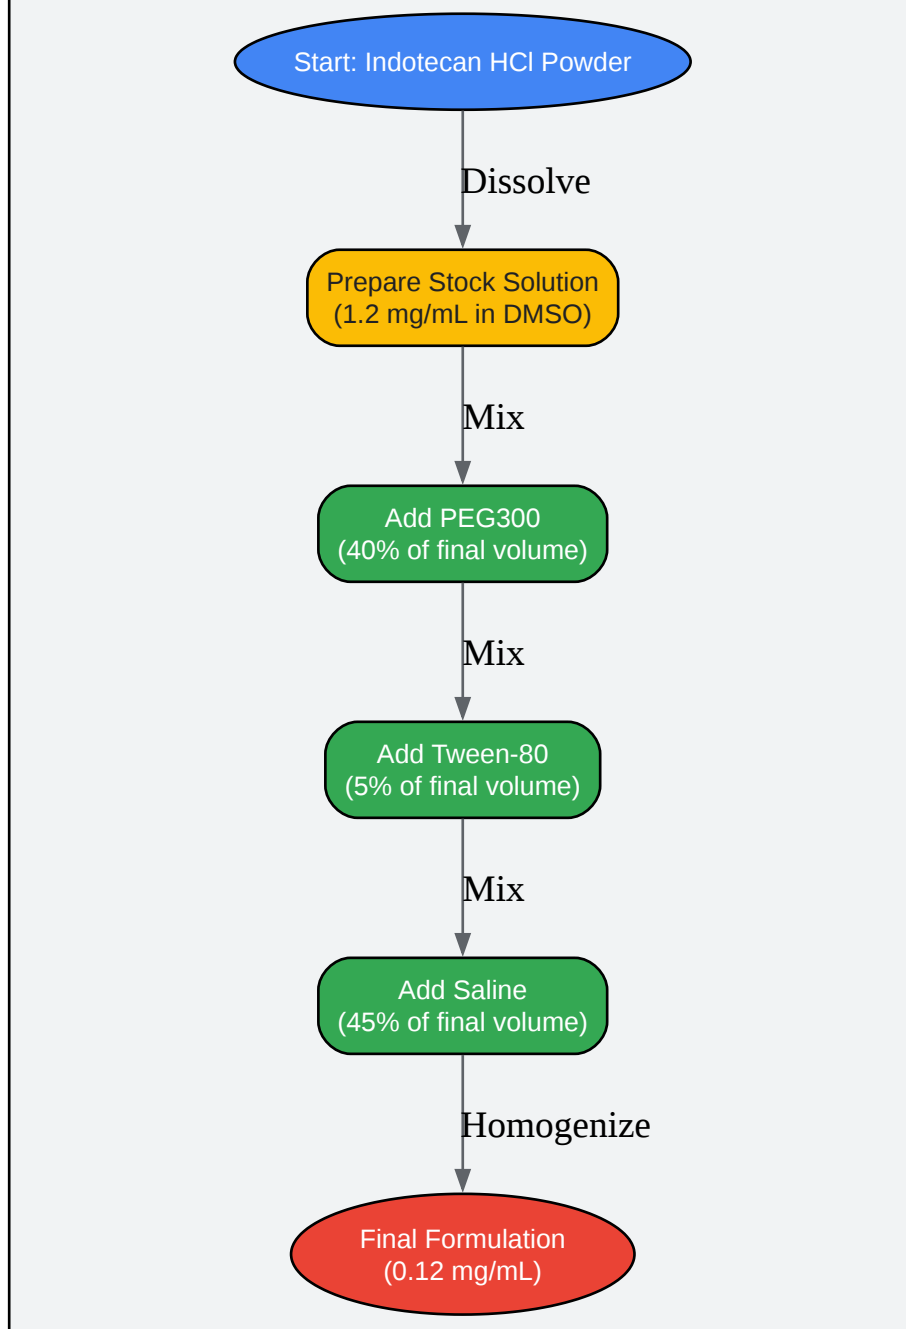 Start: Indotecan HCl Powder
Dissolve
Prepare Stock Solution
(1.2 mg/mL in DMSO)
Mix
Add PEG300
(40% of final volume)
Mix
Add Tween-80
(5% of final volume)
Mix
Add Saline
(45% of final volume)
Homogenize
Final Formulation
(0.12 mg/mL)